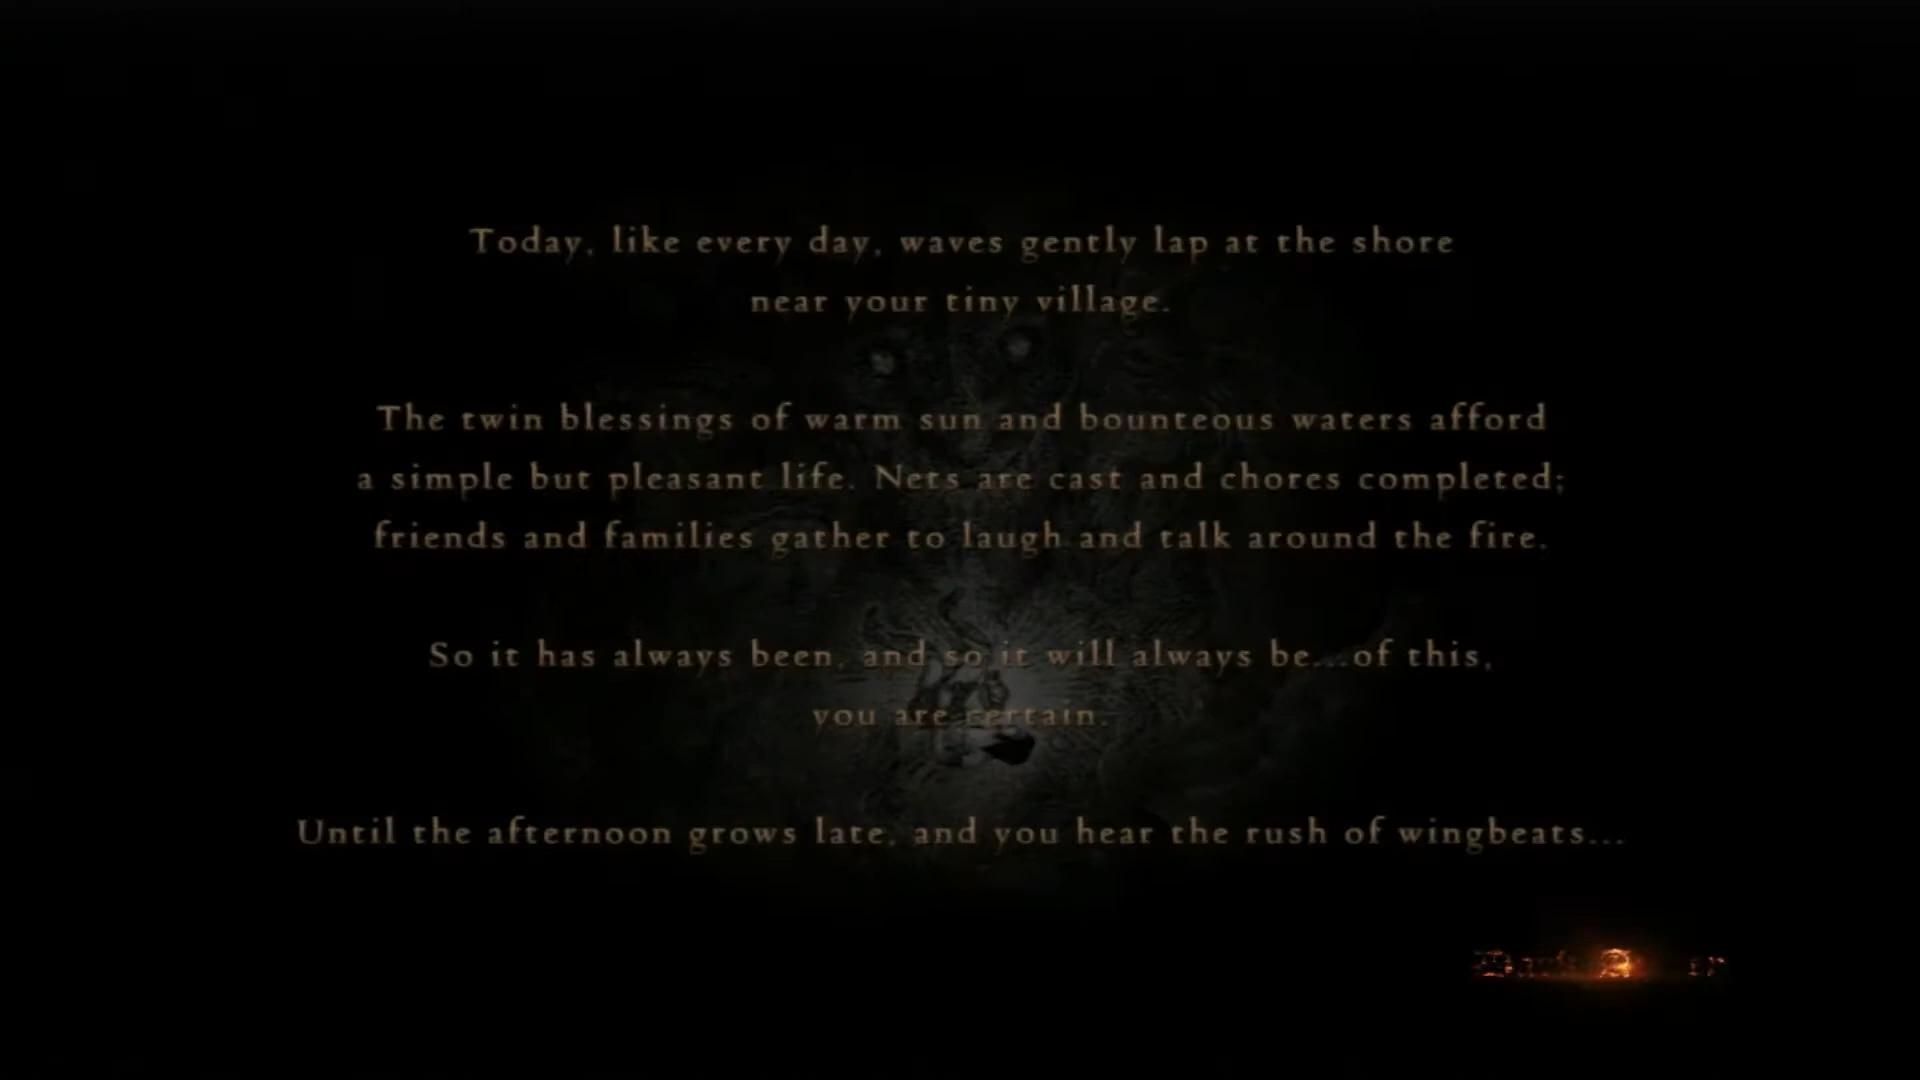 Today, like every day, waves gently lap at the shore
near your tiny village.
The twin blessings of warm sun and bounteous waters afford
a simple but pleasant life. Nets are cast and chores completed;
friends and families gather to laugh and talk around the fire.
So it has always been, and so it will always be...of this,
you are certain.
Until the afternoon grows late, and you hear the rush of wingbeats...